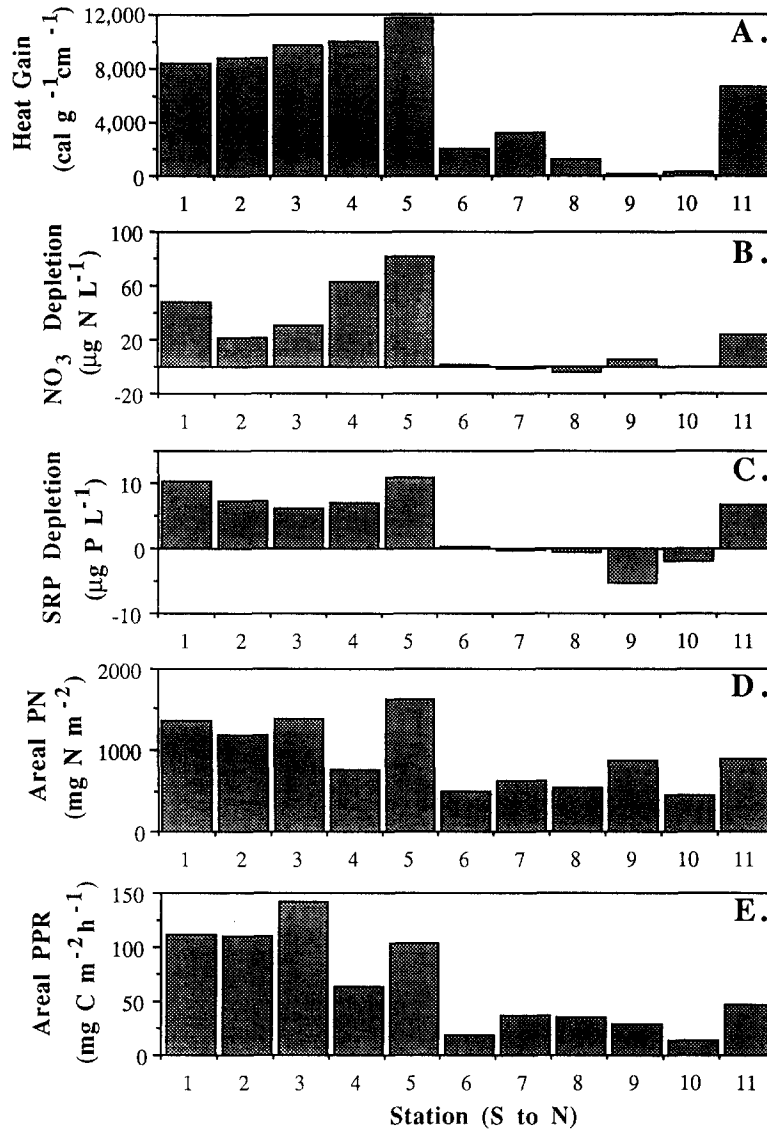 A.
Heat Gain
(cal g -1 cm -1)
12,000
8,000
4,000
0
1 2 3 4 5 6 7 8 9 10 11
B.
NO3 Depletion
(µg N L-1)
100
60
20
-20
1 2 3 4 5 6 7 8 9 10 11
C.
SRP Depletion
(µg P L-1)
10
0
-10
1 2 3 4 5 6 7 8 9 10 11
D.
Areal PN
(mg N m-2)
2000
1000
0
1 2 3 4 5 6 7 8 9 10 11
E.
Areal PPR
(mg C m-2 h-1)
150
100
50
0
1 2 3 4 5 6 7 8 9 10 11
Station (S to N)